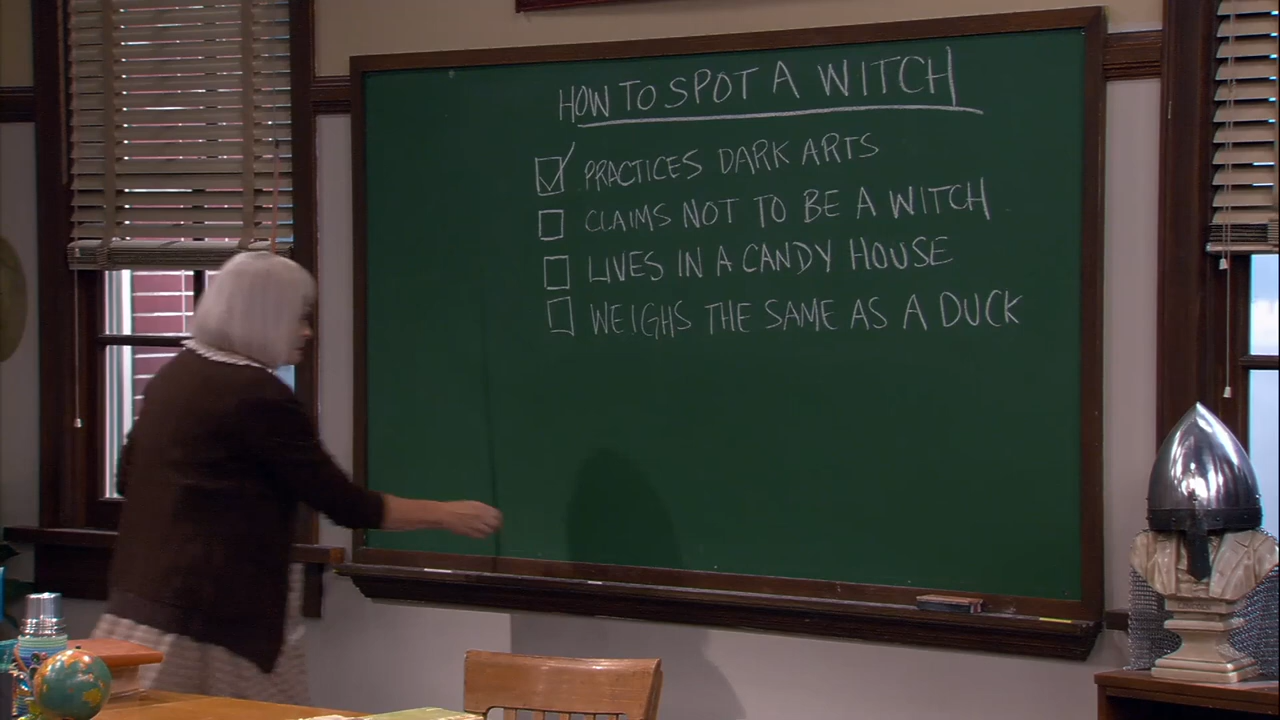 HOW TO SPOT A WITCH
PRACTICES DARK ARTS
CLAIMS NOT TO BE A WITCH
LIVES IN A CANDY HOUSE
WEIGHS THE SAME AS A DUCK